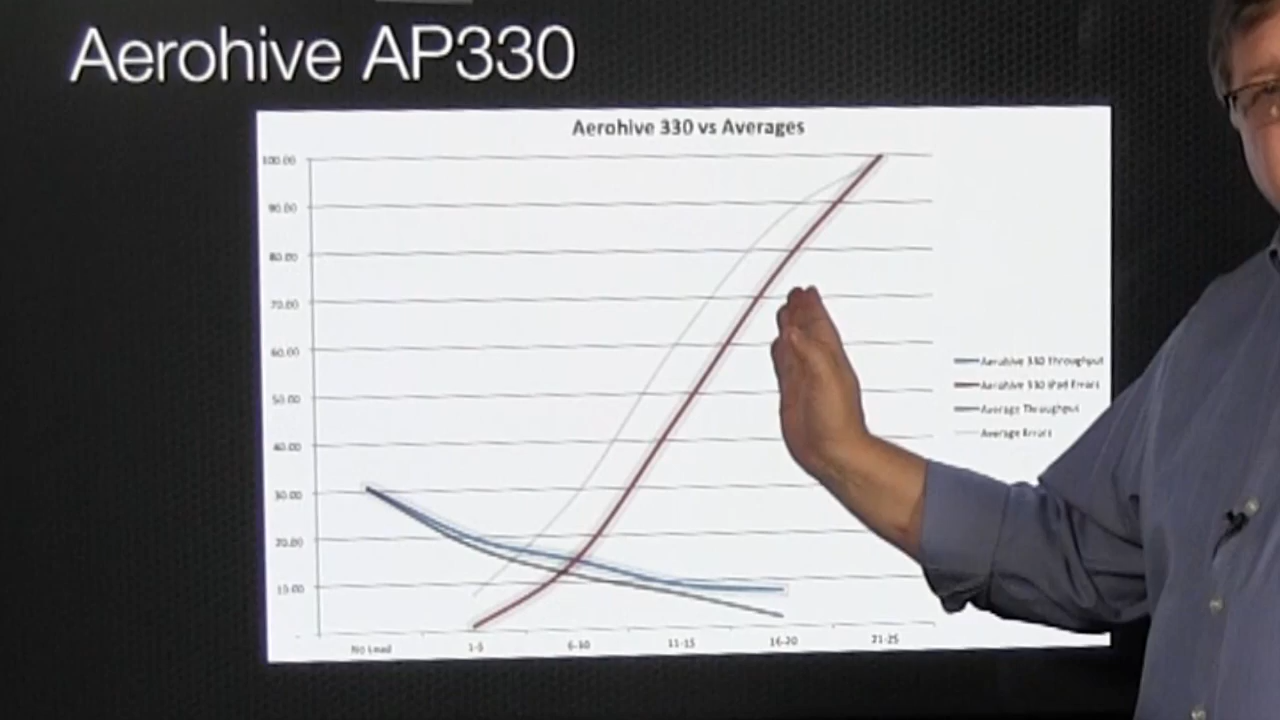 Aerohive AP330
Aerohive 330 vs Averages
100.00
90.00
80.00
70.00
60.00
50.00
40.00
30.00
20.00
10.00
-
No Load
1-5
6-10
11-15
16-20
21-25
Aerohive 330 Throughput
Aerohive 330 iPad Errors
Average Throughput
Average Errors